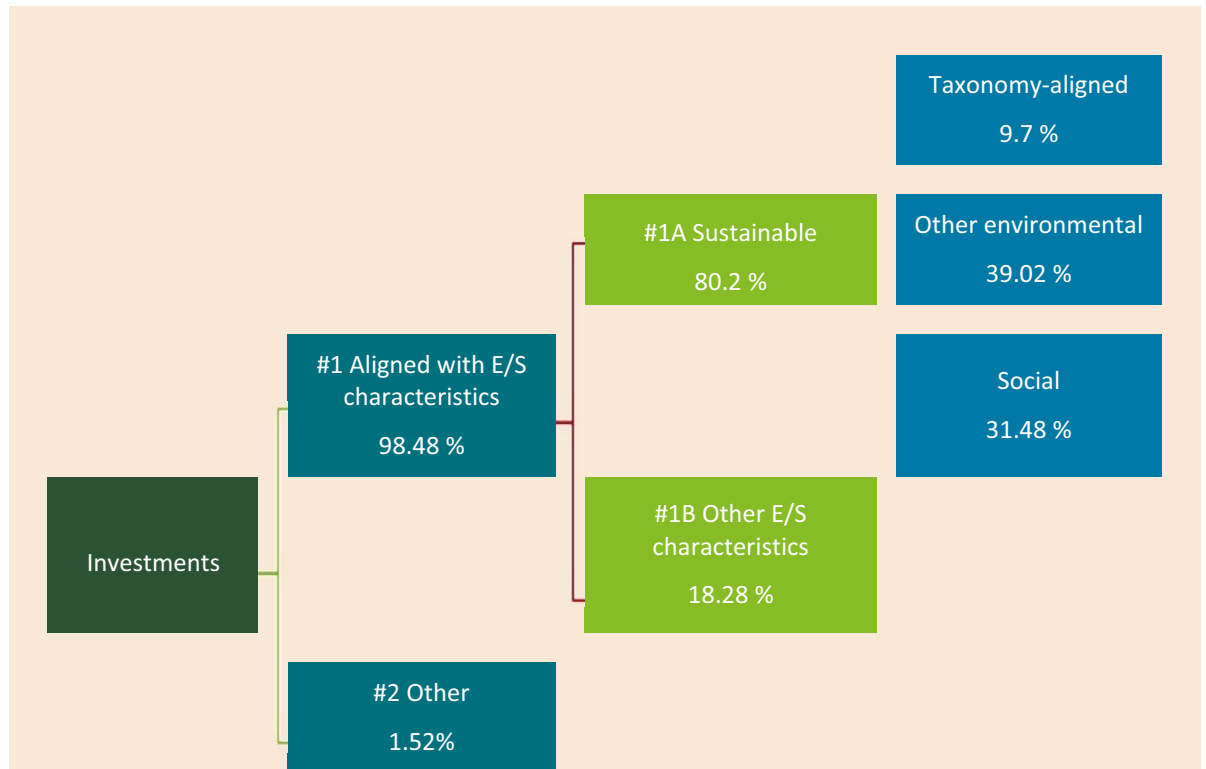 Taxonomy-aligned
9.7 %
#1A Sustainable
80.2 %
Other environmental
39.02 %
#1 Aligned with E/S
characteristics
98.48 %
Social
31.48 %
Investments
#1B Other E/S
characteristics
18.28 %
#2 Other
1.52%